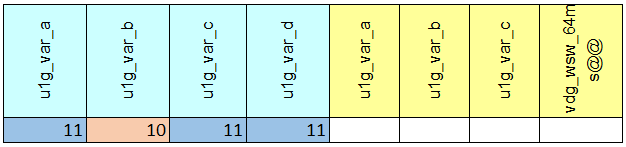 u1g_var_a
u1g_var_b
u1g_var_c
u1g_var_d
u1g_var_a
u1g_var_b
u1g_var_c
vdg_wsw_64m
s@@
11
10
11
11